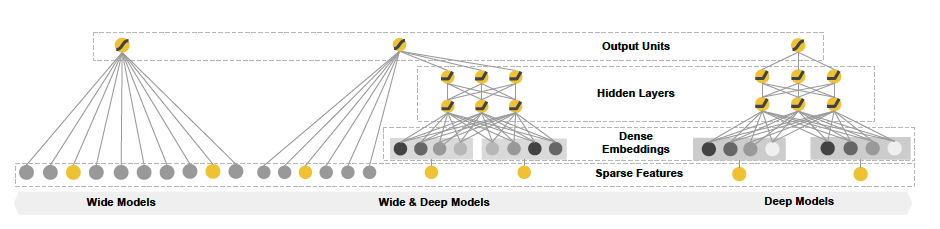 Output Units
Hidden Layers
Dense
Embeddings
Sparse Features
Wide Models
Wide & Deep Models
Deep Models